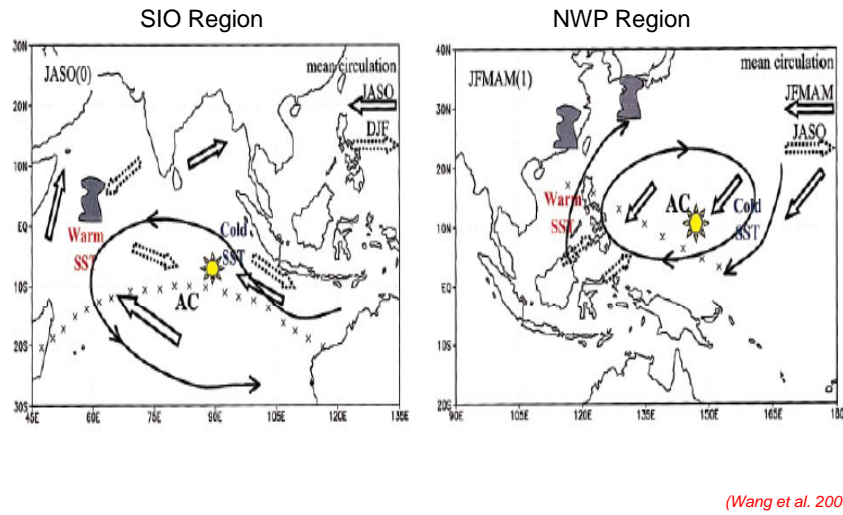 SIO Region
NWP Region
30N
20N
10N
EQ
10S
20S
30S
45E
60E
75E
90E
105E
120E
135E
JASO(0)
mean circulation
JASO
DJF
Warm
SST
Cold
SST
AC
40N
30N
20N
10N
EQ
10S
20S
90E
105E
120E
135E
150E
165E
180
JFMAM(1)
mean circulation
JFMAM
JASO
Warm
SST
AC
Cold
SST
(Wang et al. 200